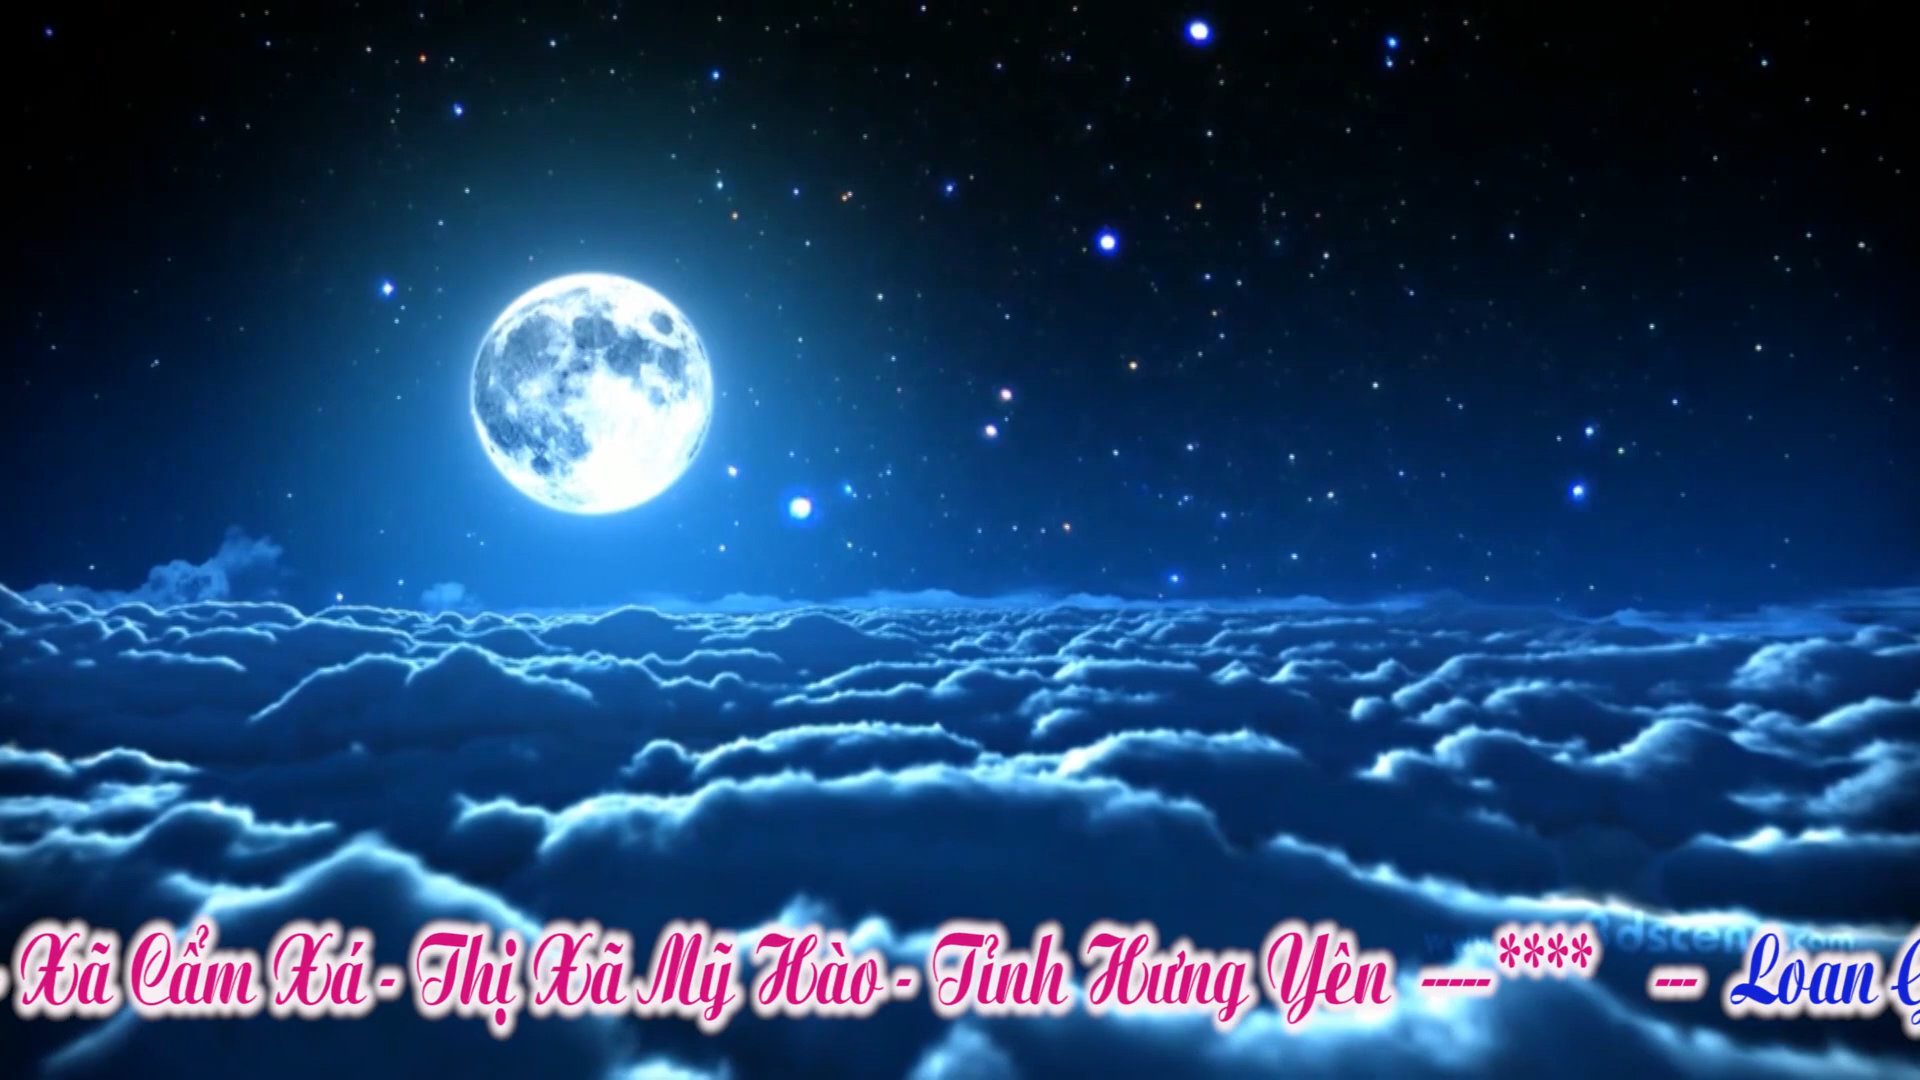 - Xã Cẩm Xá - Thị Xã Mỹ Hào - Tỉnh Hưng Yên -----**** --- Loan